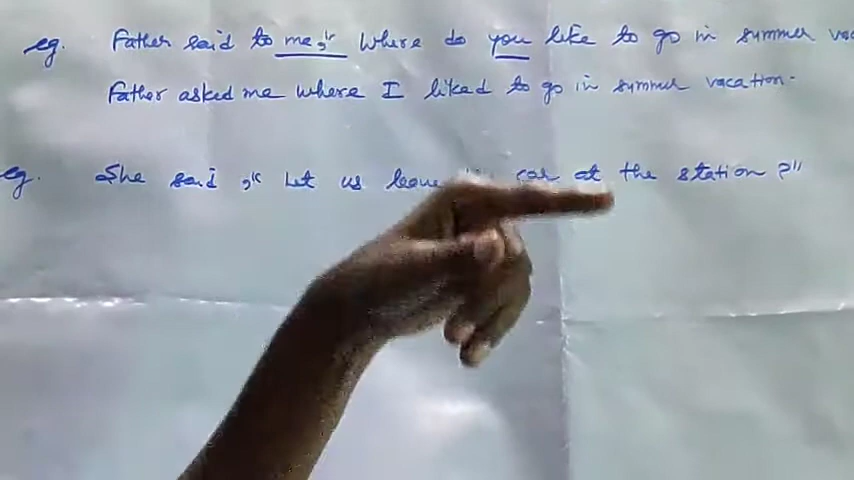 eg. Father said to me," Where do you like to go in summer
Father asked me where I liked to go in summer vacation.
eg. She said ," Let us leave car at the station ?"